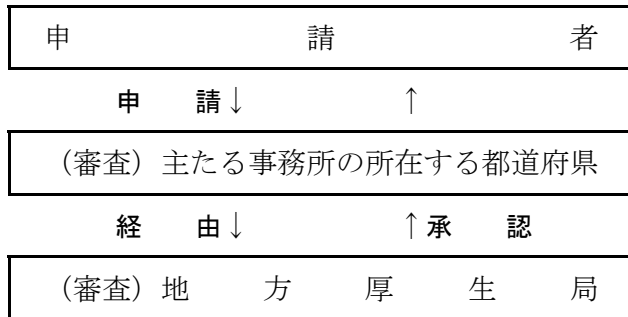 申請者
申請↓ ↑
（審査）主たる事務所の所在する都道府県
経由↓ ↑承認
（審査）地方厚生局